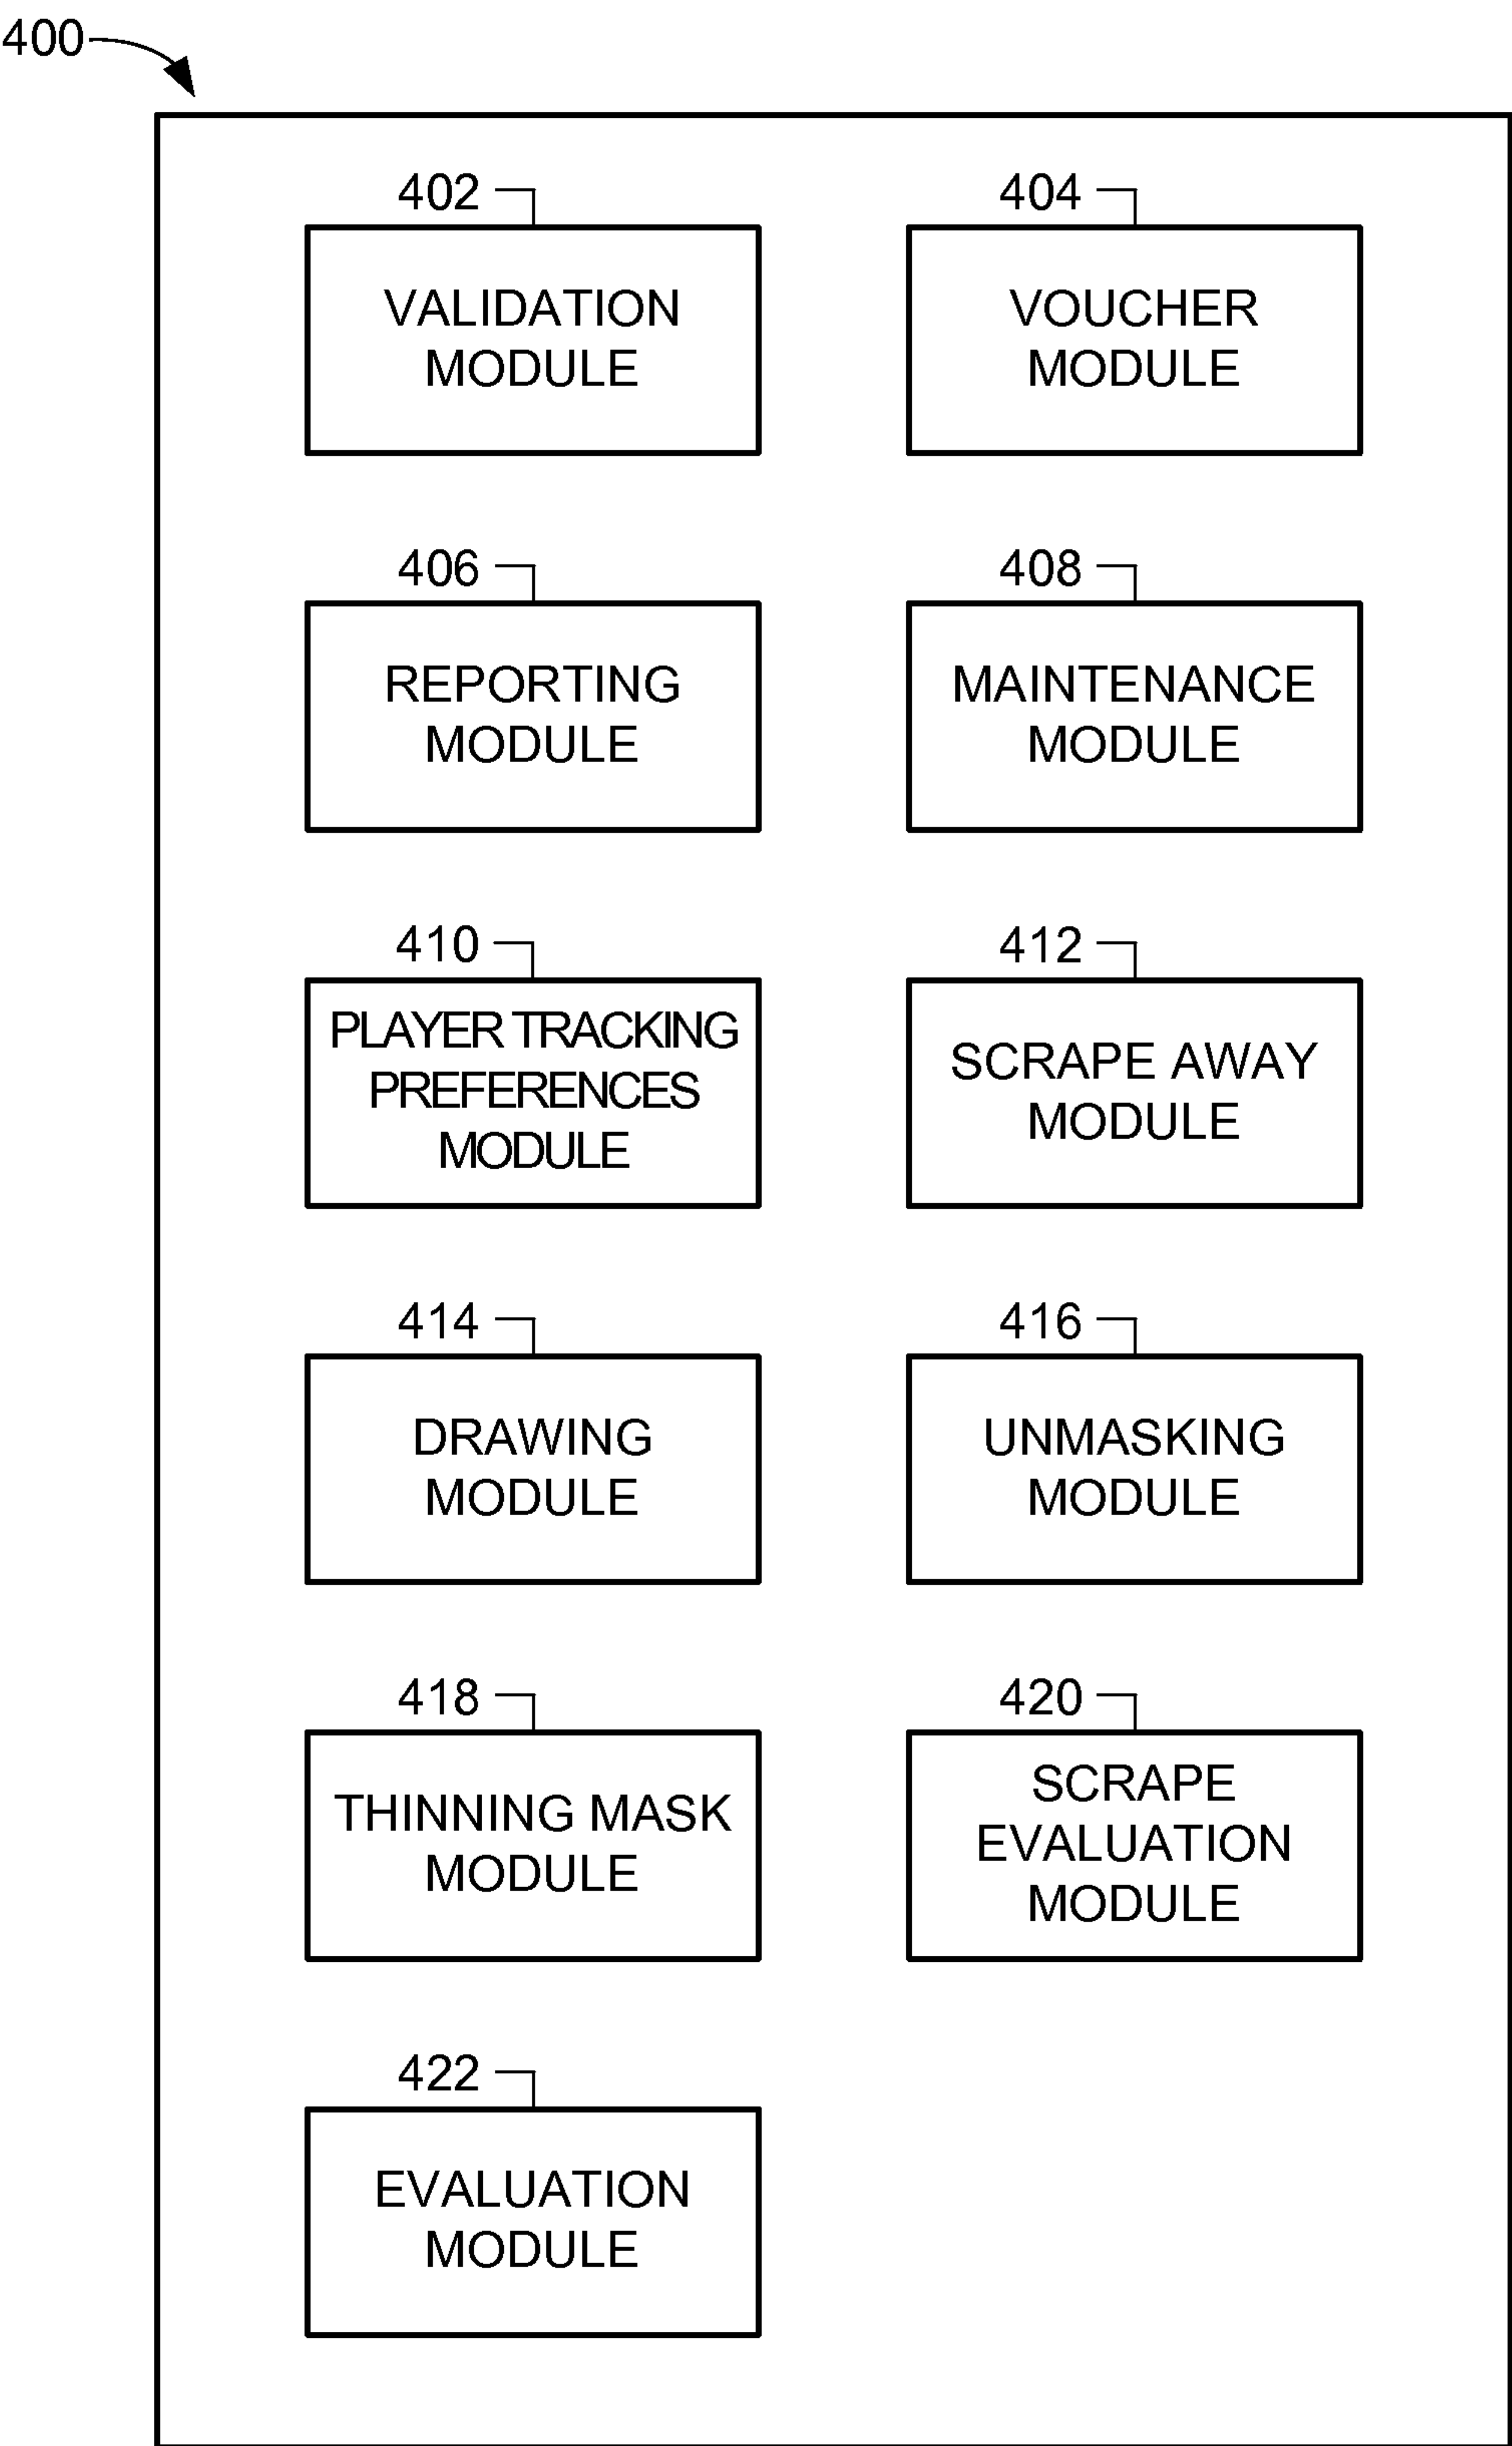 400
402
VALIDATION
MODULE
404
VOUCHER
MODULE
406
REPORTING
MODULE
408
MAINTENANCE
MODULE
410
PLAYER TRACKING
PREFERENCES
MODULE
412
SCRAPE AWAY
MODULE
414
DRAWING
MODULE
416
UNMASKING
MODULE
418
THINNING MASK
MODULE
420
SCRAPE
EVALUATION
MODULE
422
EVALUATION
MODULE